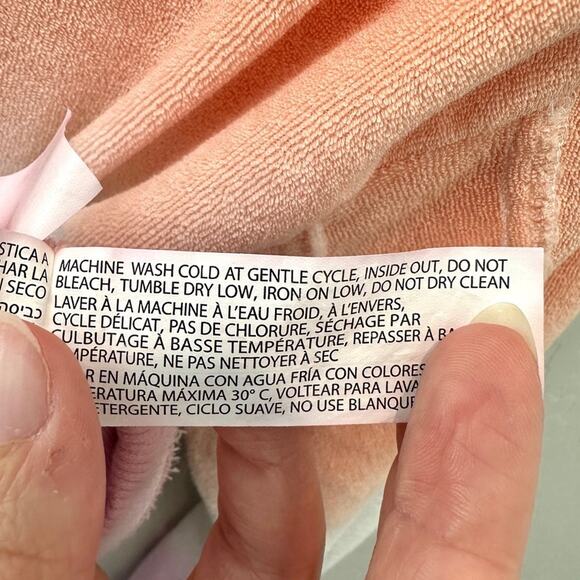 STICA A
HAR LA
N SECO
כביסה
MACHINE WASH COLD AT GENTLE CYCLE, INSIDE OUT, DO NOT
BLEACH, TUMBLE DRY LOW, IRON ON LOW, DO NOT DRY CLEAN
LAVER À LA MACHINE À L'EAU FROID, À L'ENVERS,
CYCLE DÉLICAT, PAS DE CHLORURE, SÉCHAGE PAR
CULBUTAGE À BASSE TEMPÉRATURE, REPASSER À BA
MPÉRATURE, NE PAS NETTOYER À SEC
R EN MÁQUINA CON AGUA FRÍA CON COLORES
ERATURA MÁXIMA 30° C, VOLTEAR PARA LAVA
ETERGENTE, CICLO SUAVE, NO USE BLANQUE